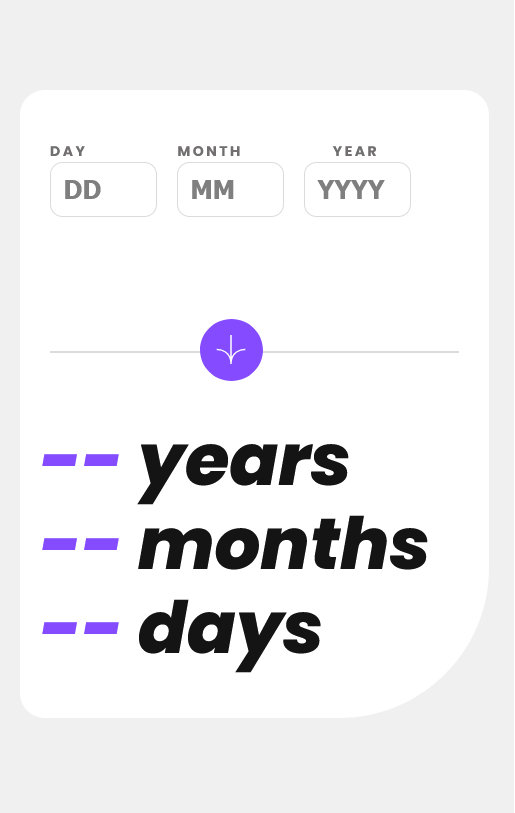 DAY MONTH YEAR
DD MM YYYY
-- years
-- months
-- days